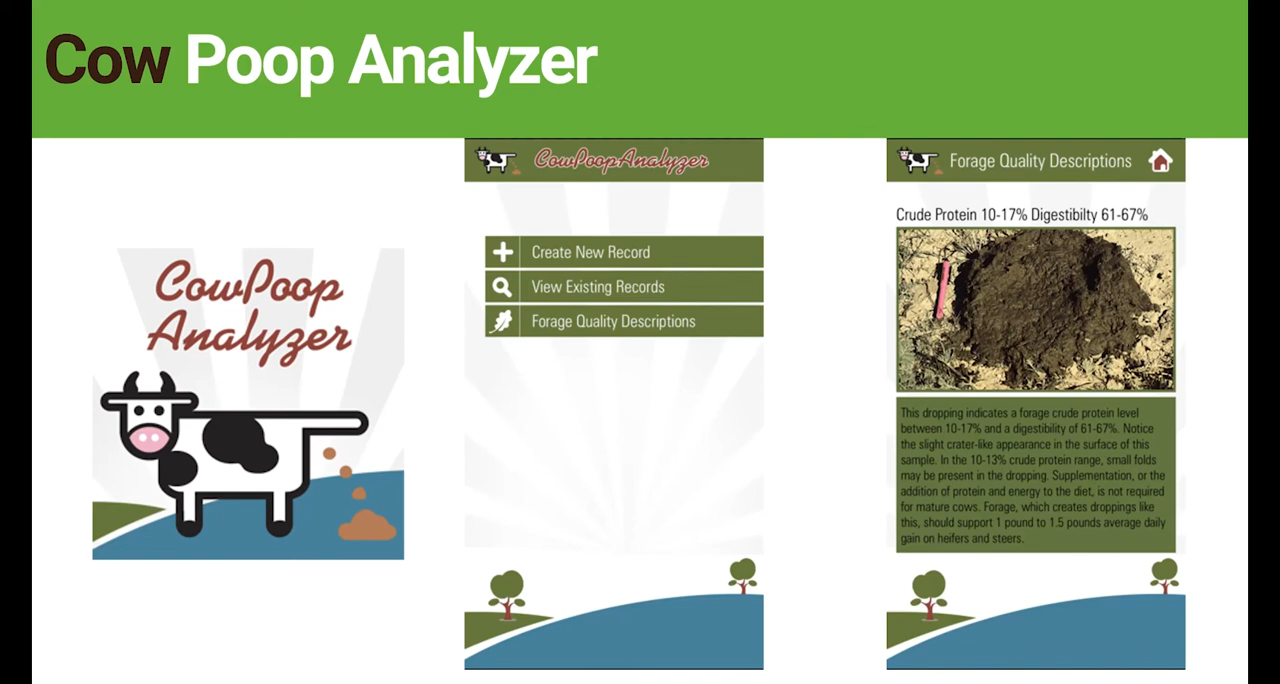 Cow Poop Analyzer
CowPoop
Analyzer
CowPoopAnalyzer
Create New Record
View Existing Records
Forage Quality Descriptions
Forage Quality Descriptions
Crude Protein 10-17% Digestibilty 61-67%
This dropping indicates a forage crude protein level
between 10-17% and a digestibility of 61-67%. Notice
the slight crater-like appearance in the surface of this
sample. In the 10-13% crude protein range, small folds
may be present in the dropping. Supplementation, or the
addition of protein and energy to the diet, is not required
for mature cows. Forage, which creates droppings like
this, should support 1 pound to 1.5 pounds average daily
gain on heifers and steers.